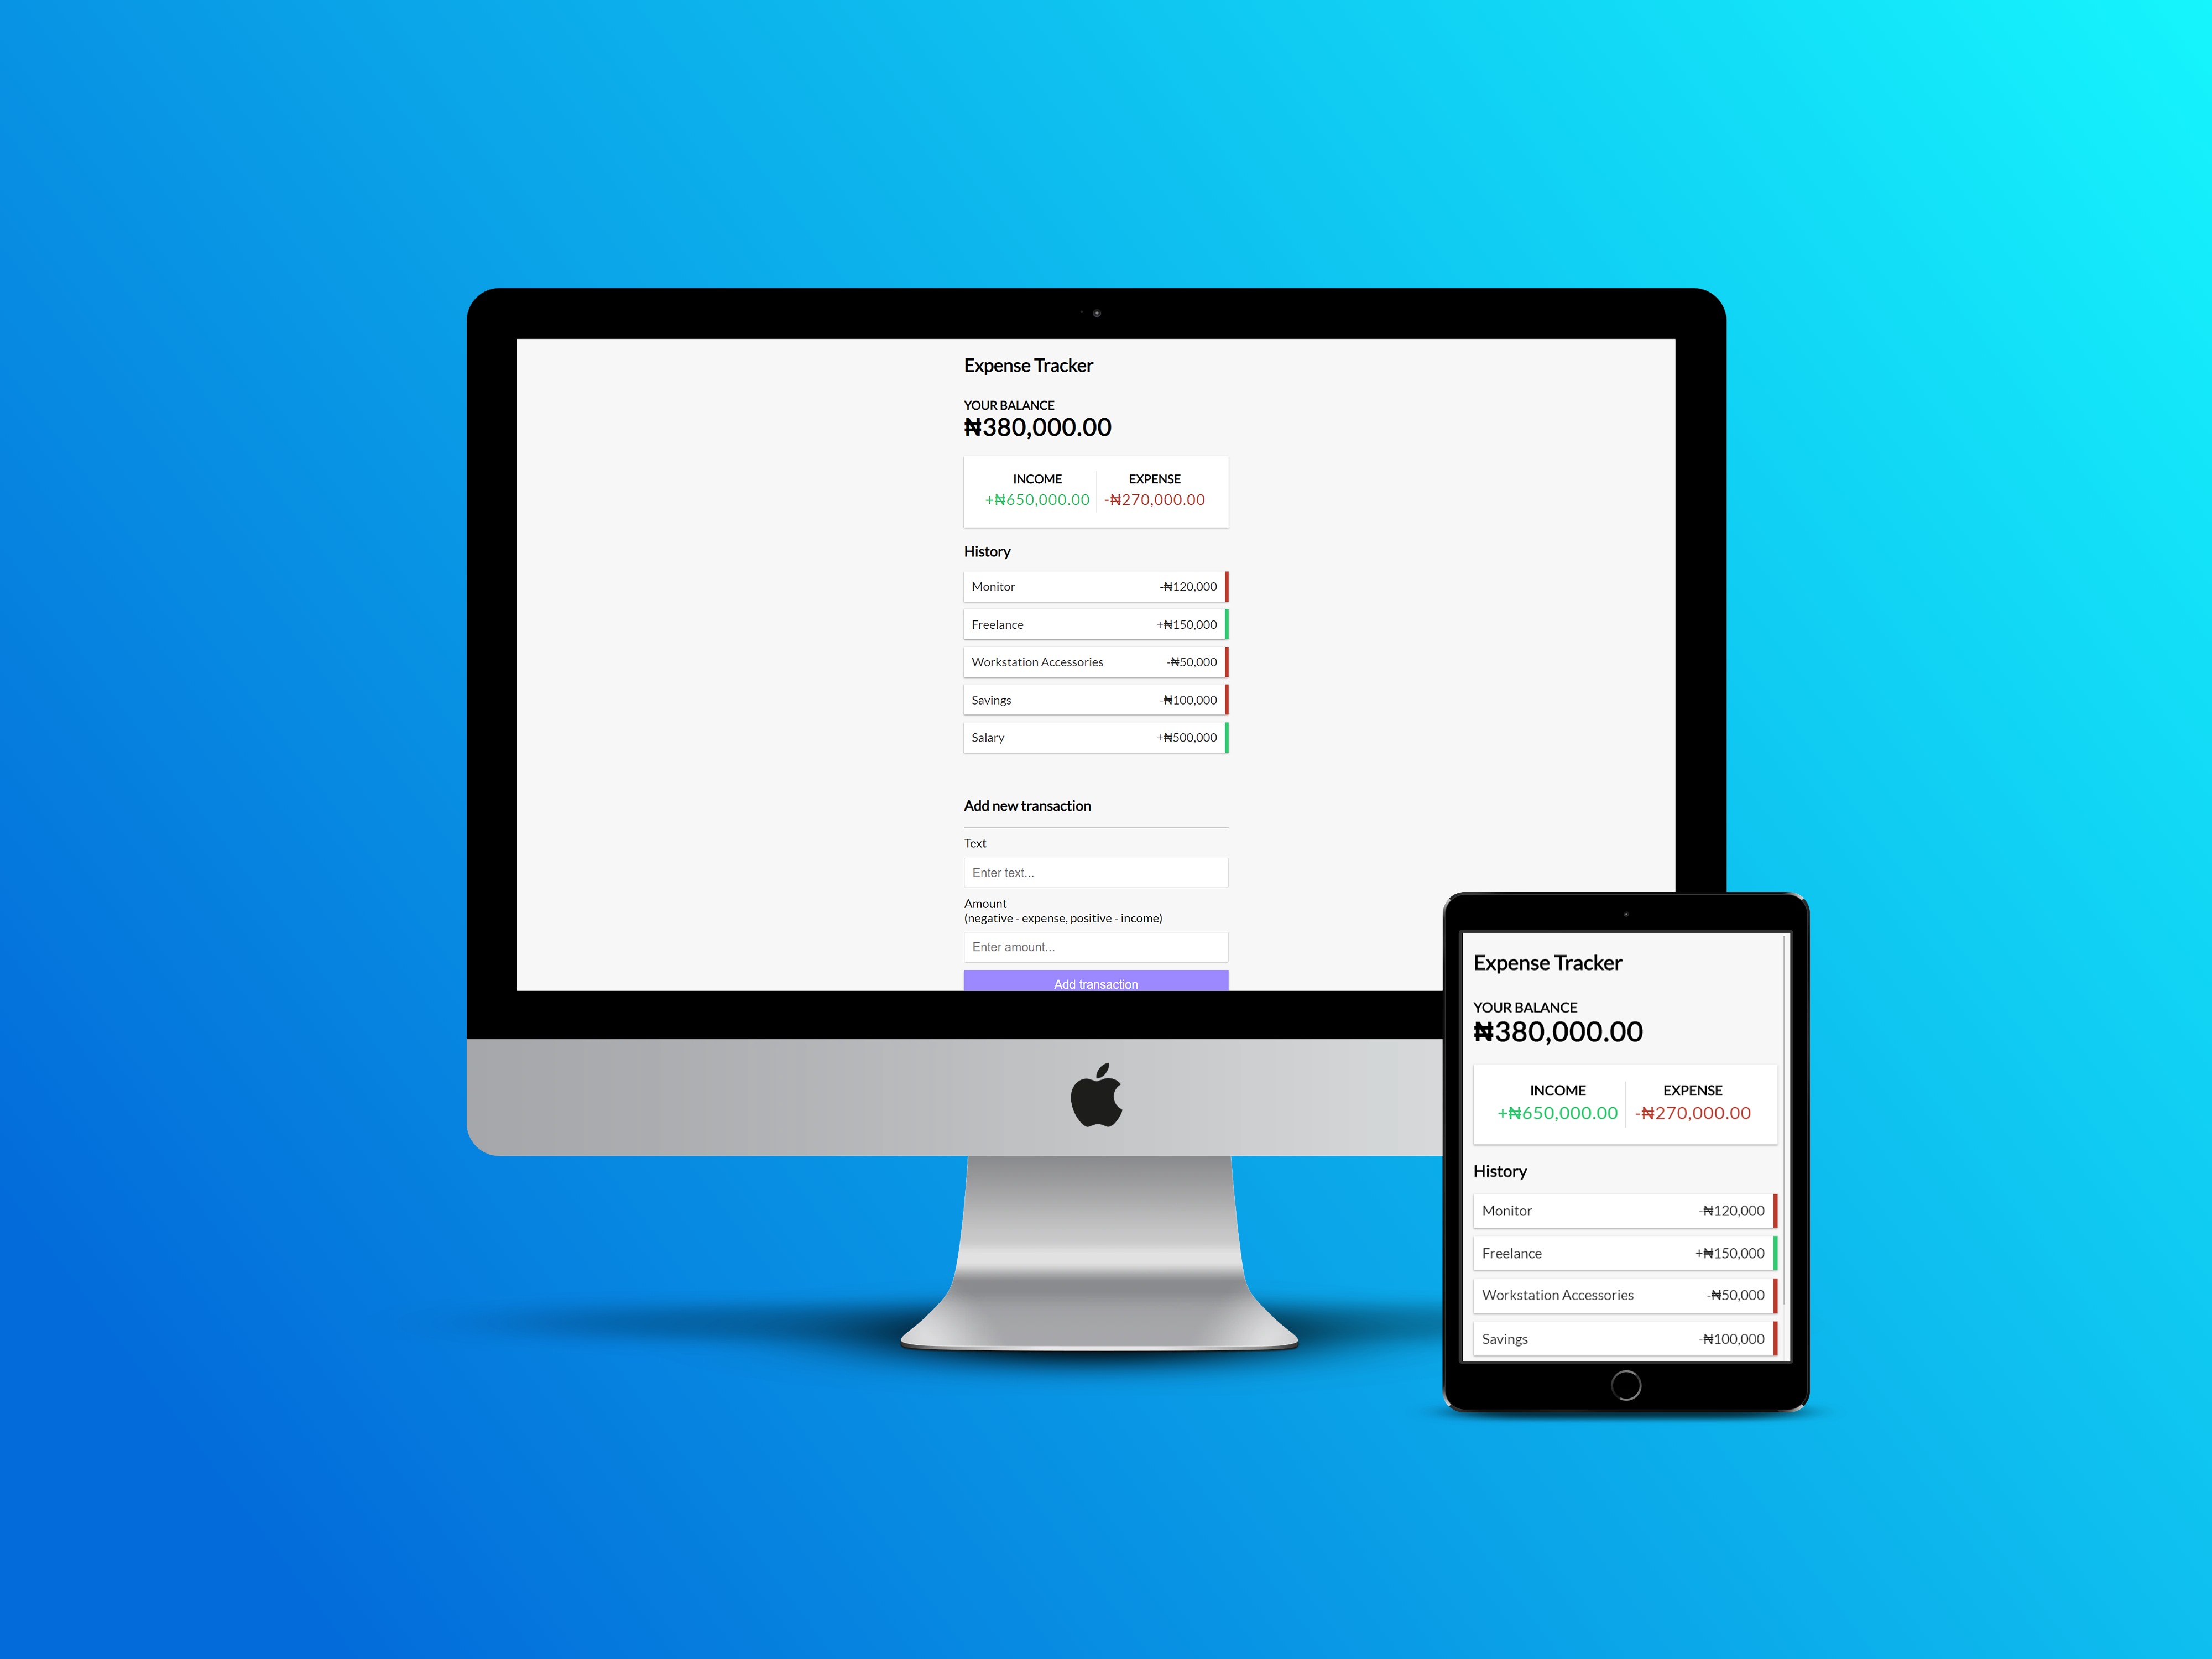 Expense Tracker
YOUR BALANCE
₦380,000.00
INCOME EXPENSE
+₦650,000.00 -₦270,000.00
History
Monitor -₦120,000
Freelance +₦150,000
Workstation Accessories -₦50,000
Savings -₦100,000
Salary +₦500,000
Add new transaction
Text
Enter text...
Amount
(negative - expense, positive - income)
Enter amount...
Add transaction
Expense Tracker
YOUR BALANCE
₦380,000.00
INCOME EXPENSE
+₦650,000.00 -₦270,000.00
History
Monitor -₦120,000
Freelance +₦150,000
Workstation Accessories -₦50,000
Savings -₦100,000